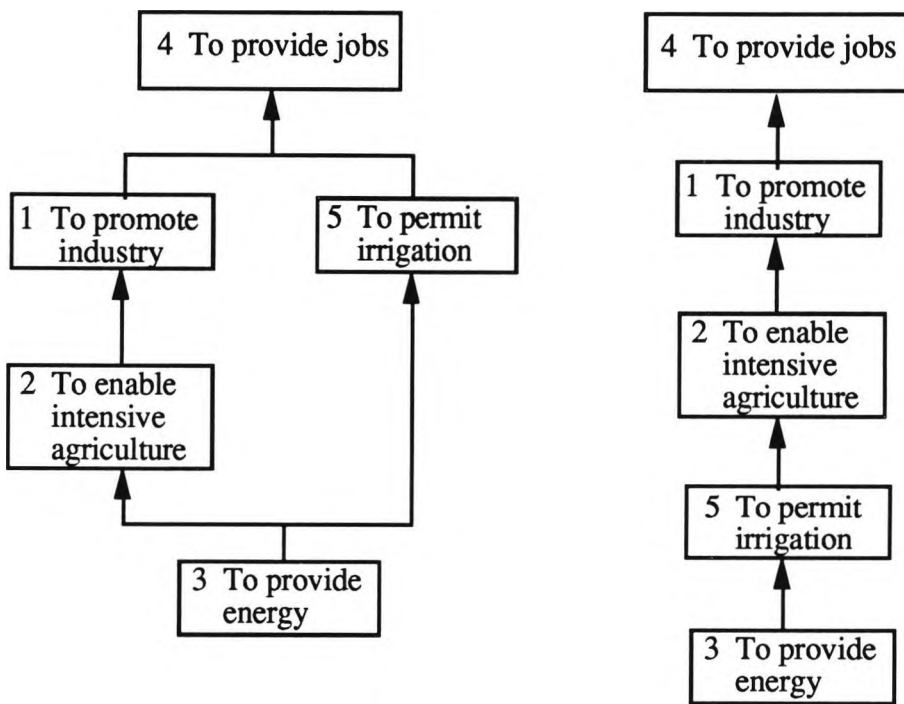 4 To provide jobs
1 To promote
industry
5 To permit
irrigation
2 To enable
intensive
agriculture
3 To provide
energy
4 To provide jobs
1 To promote
industry
2 To enable
intensive
agriculture
5 To permit
irrigation
3 To provide
energy